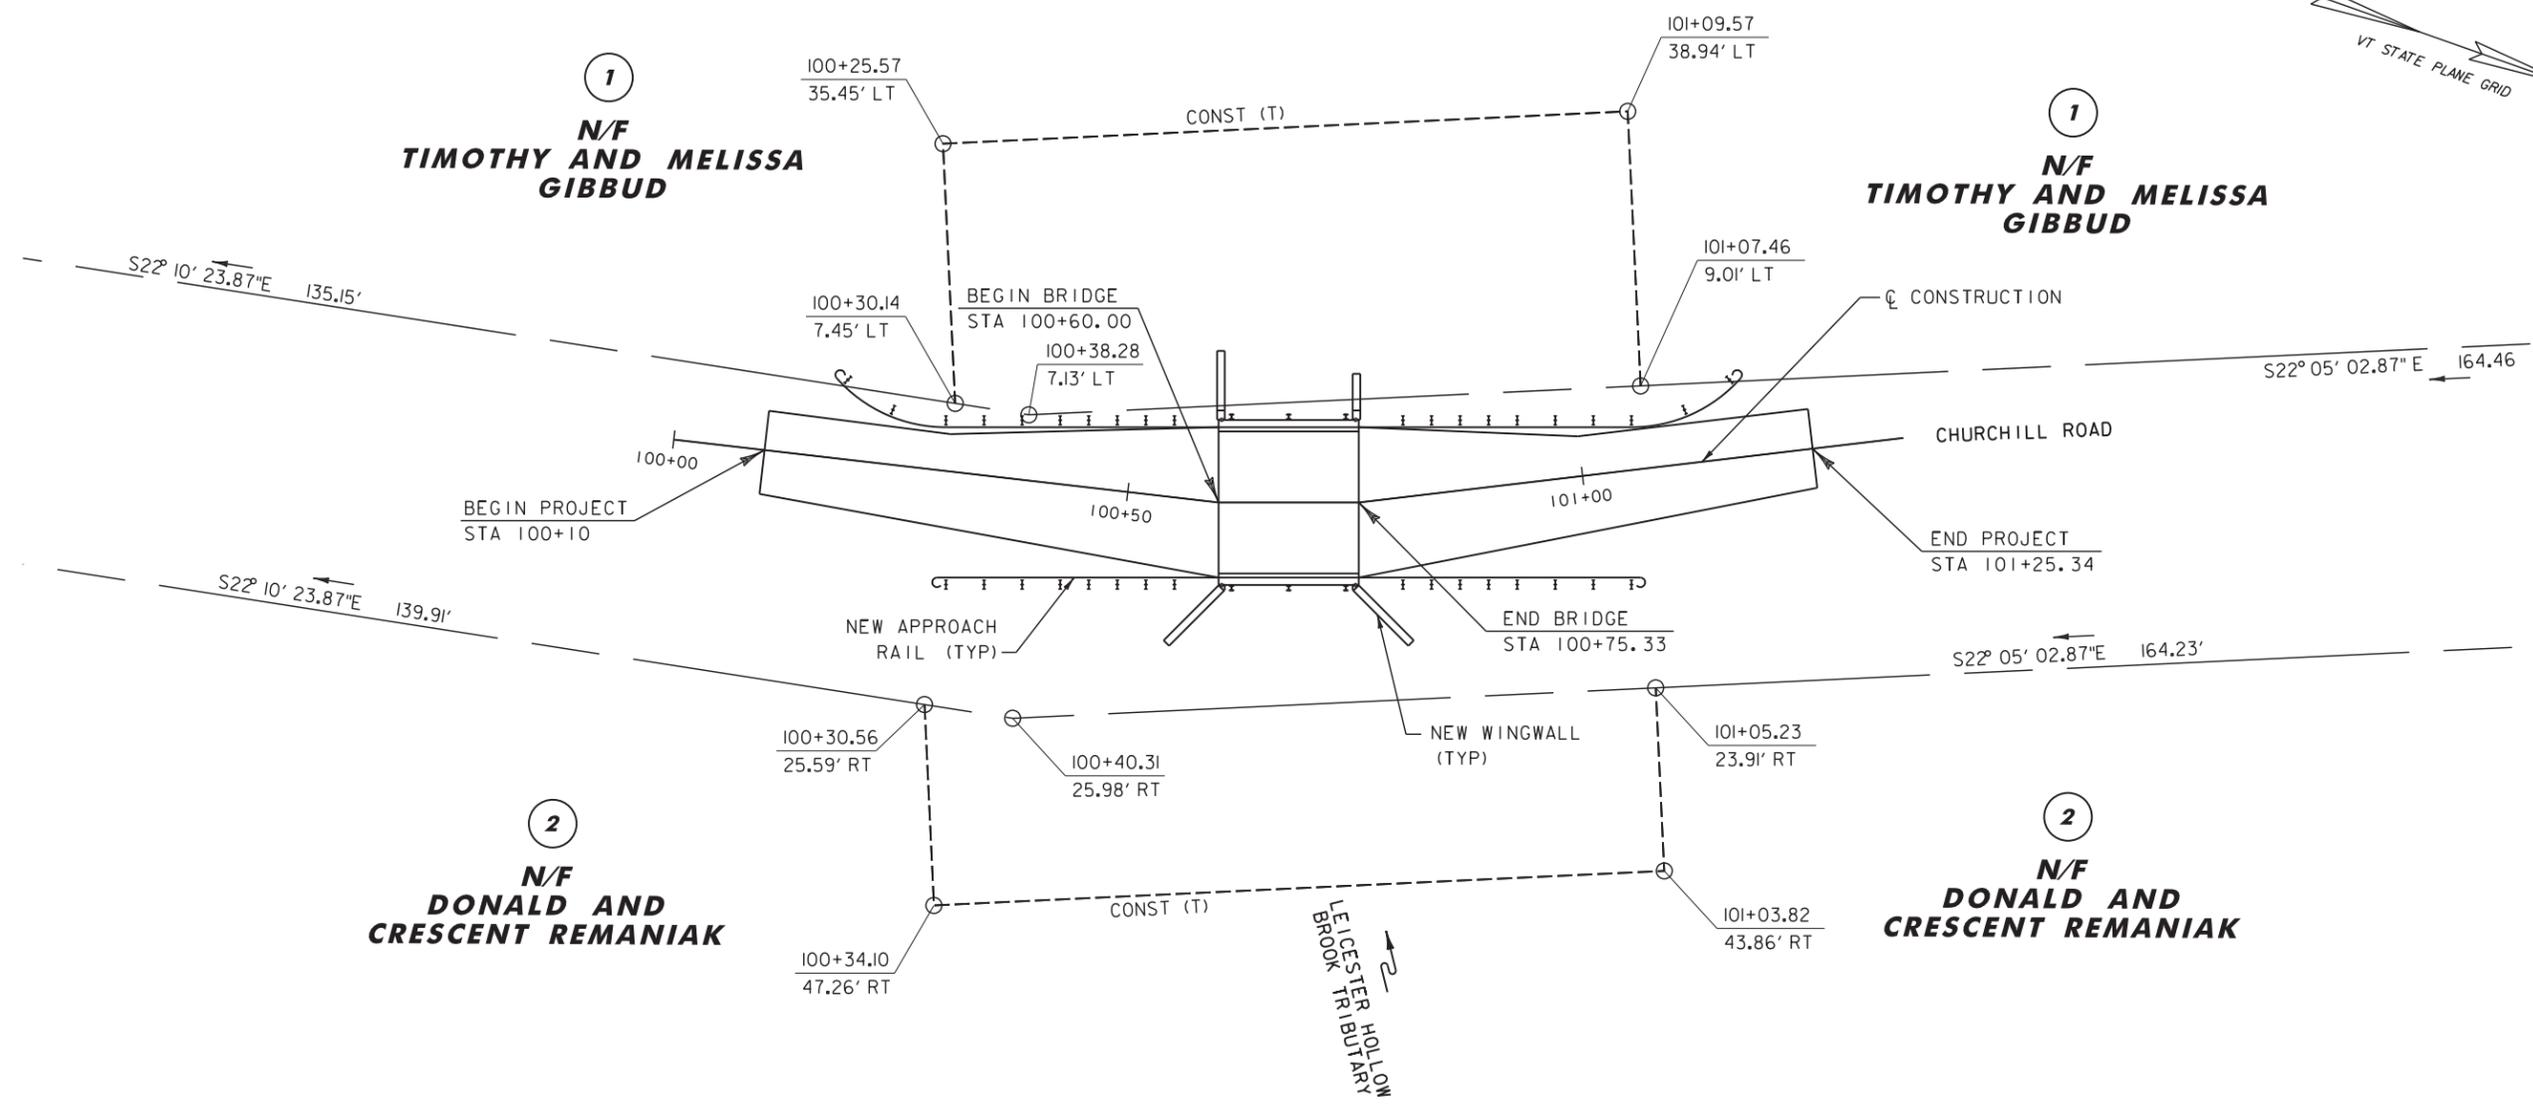 101+09.57
38.94' LT
VT STATE PLANE GRID
100+25.57
35.45' LT
1
N/F
TIMOTHY AND MELISSA
GIBBUD
CONST (T)
1
N/F
TIMOTHY AND MELISSA
GIBBUD
S22° 10' 23.87"E 135.15'
100+30.14
7.45' LT
BEGIN BRIDGE
STA 100+60.00
100+38.28
7.13' LT
101+07.46
9.01' LT
℄ CONSTRUCTION
S22° 05' 02.87" E 164.46
CHURCHILL ROAD
100+00
100+50
101+00
BEGIN PROJECT
STA 100+10
END PROJECT
STA 101+25.34
S22° 10' 23.87"E 139.91'
NEW APPROACH
RAIL (TYP)
END BRIDGE
STA 100+75.33
S22° 05' 02.87"E 164.23'
100+30.56
25.59' RT
100+40.31
25.98' RT
NEW WINGWALL
(TYP)
101+05.23
23.91' RT
2
N/F
DONALD AND
CRESCENT REMANIAK
CONST (T)
100+34.10
47.26' RT
LEICESTER HOLLOW
BROOK TRIBUTARY
101+03.82
43.86' RT
2
N/F
DONALD AND
CRESCENT REMANIAK